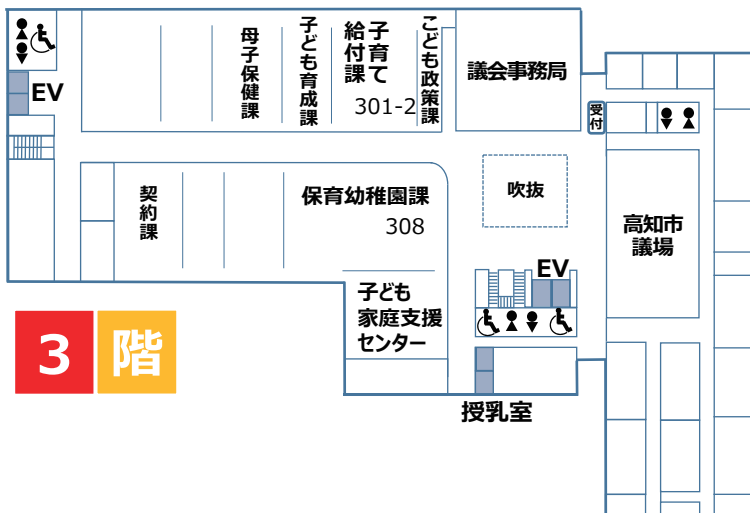 EV
母子保健課
子ども育成課
子育て
給付課
301-2
こども政策課
議会事務局
受付
契約課
保育幼稚園課
308
吹抜
高知市
議場
EV
子ども
家庭支援
センター
3階
授乳室